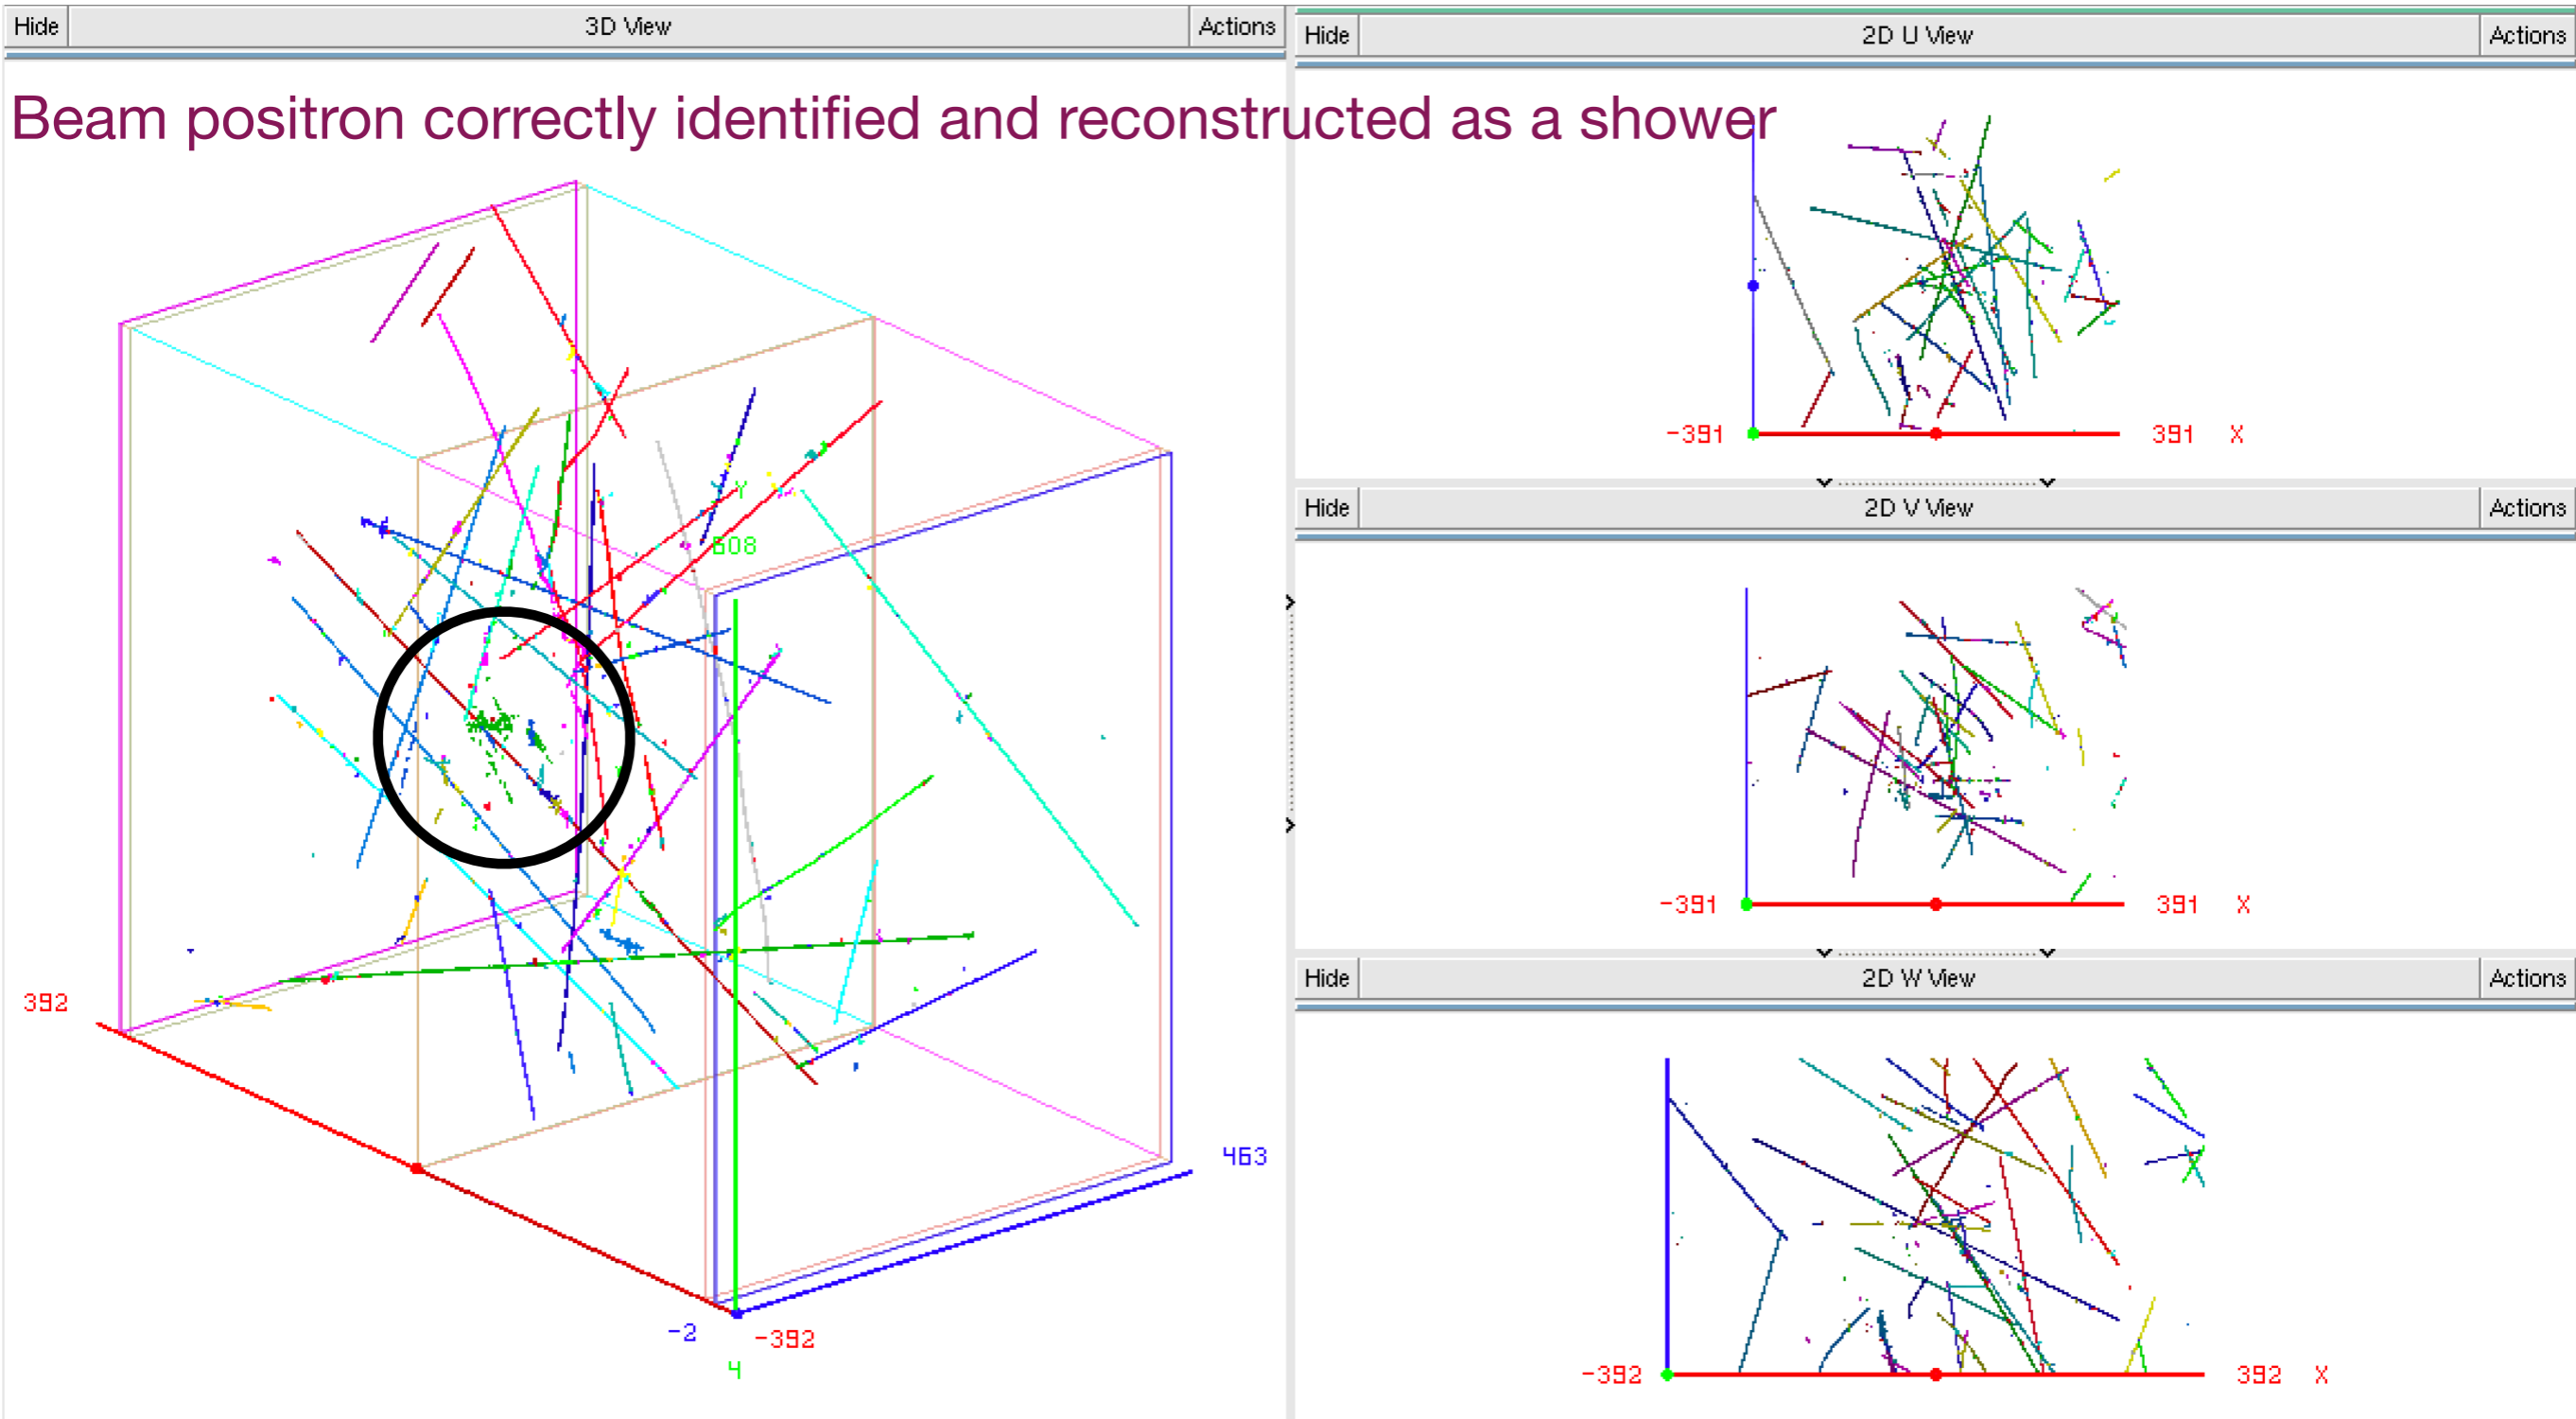 Hide 3D View Actions
Hide 2D U View Actions
Beam positron correctly identified and reconstructed as a shower
-391 391 X
Hide 2D V View Actions
Y
608
-391 391 X
Hide 2D W View Actions
392
463
-2 -392
4
-392 392 X